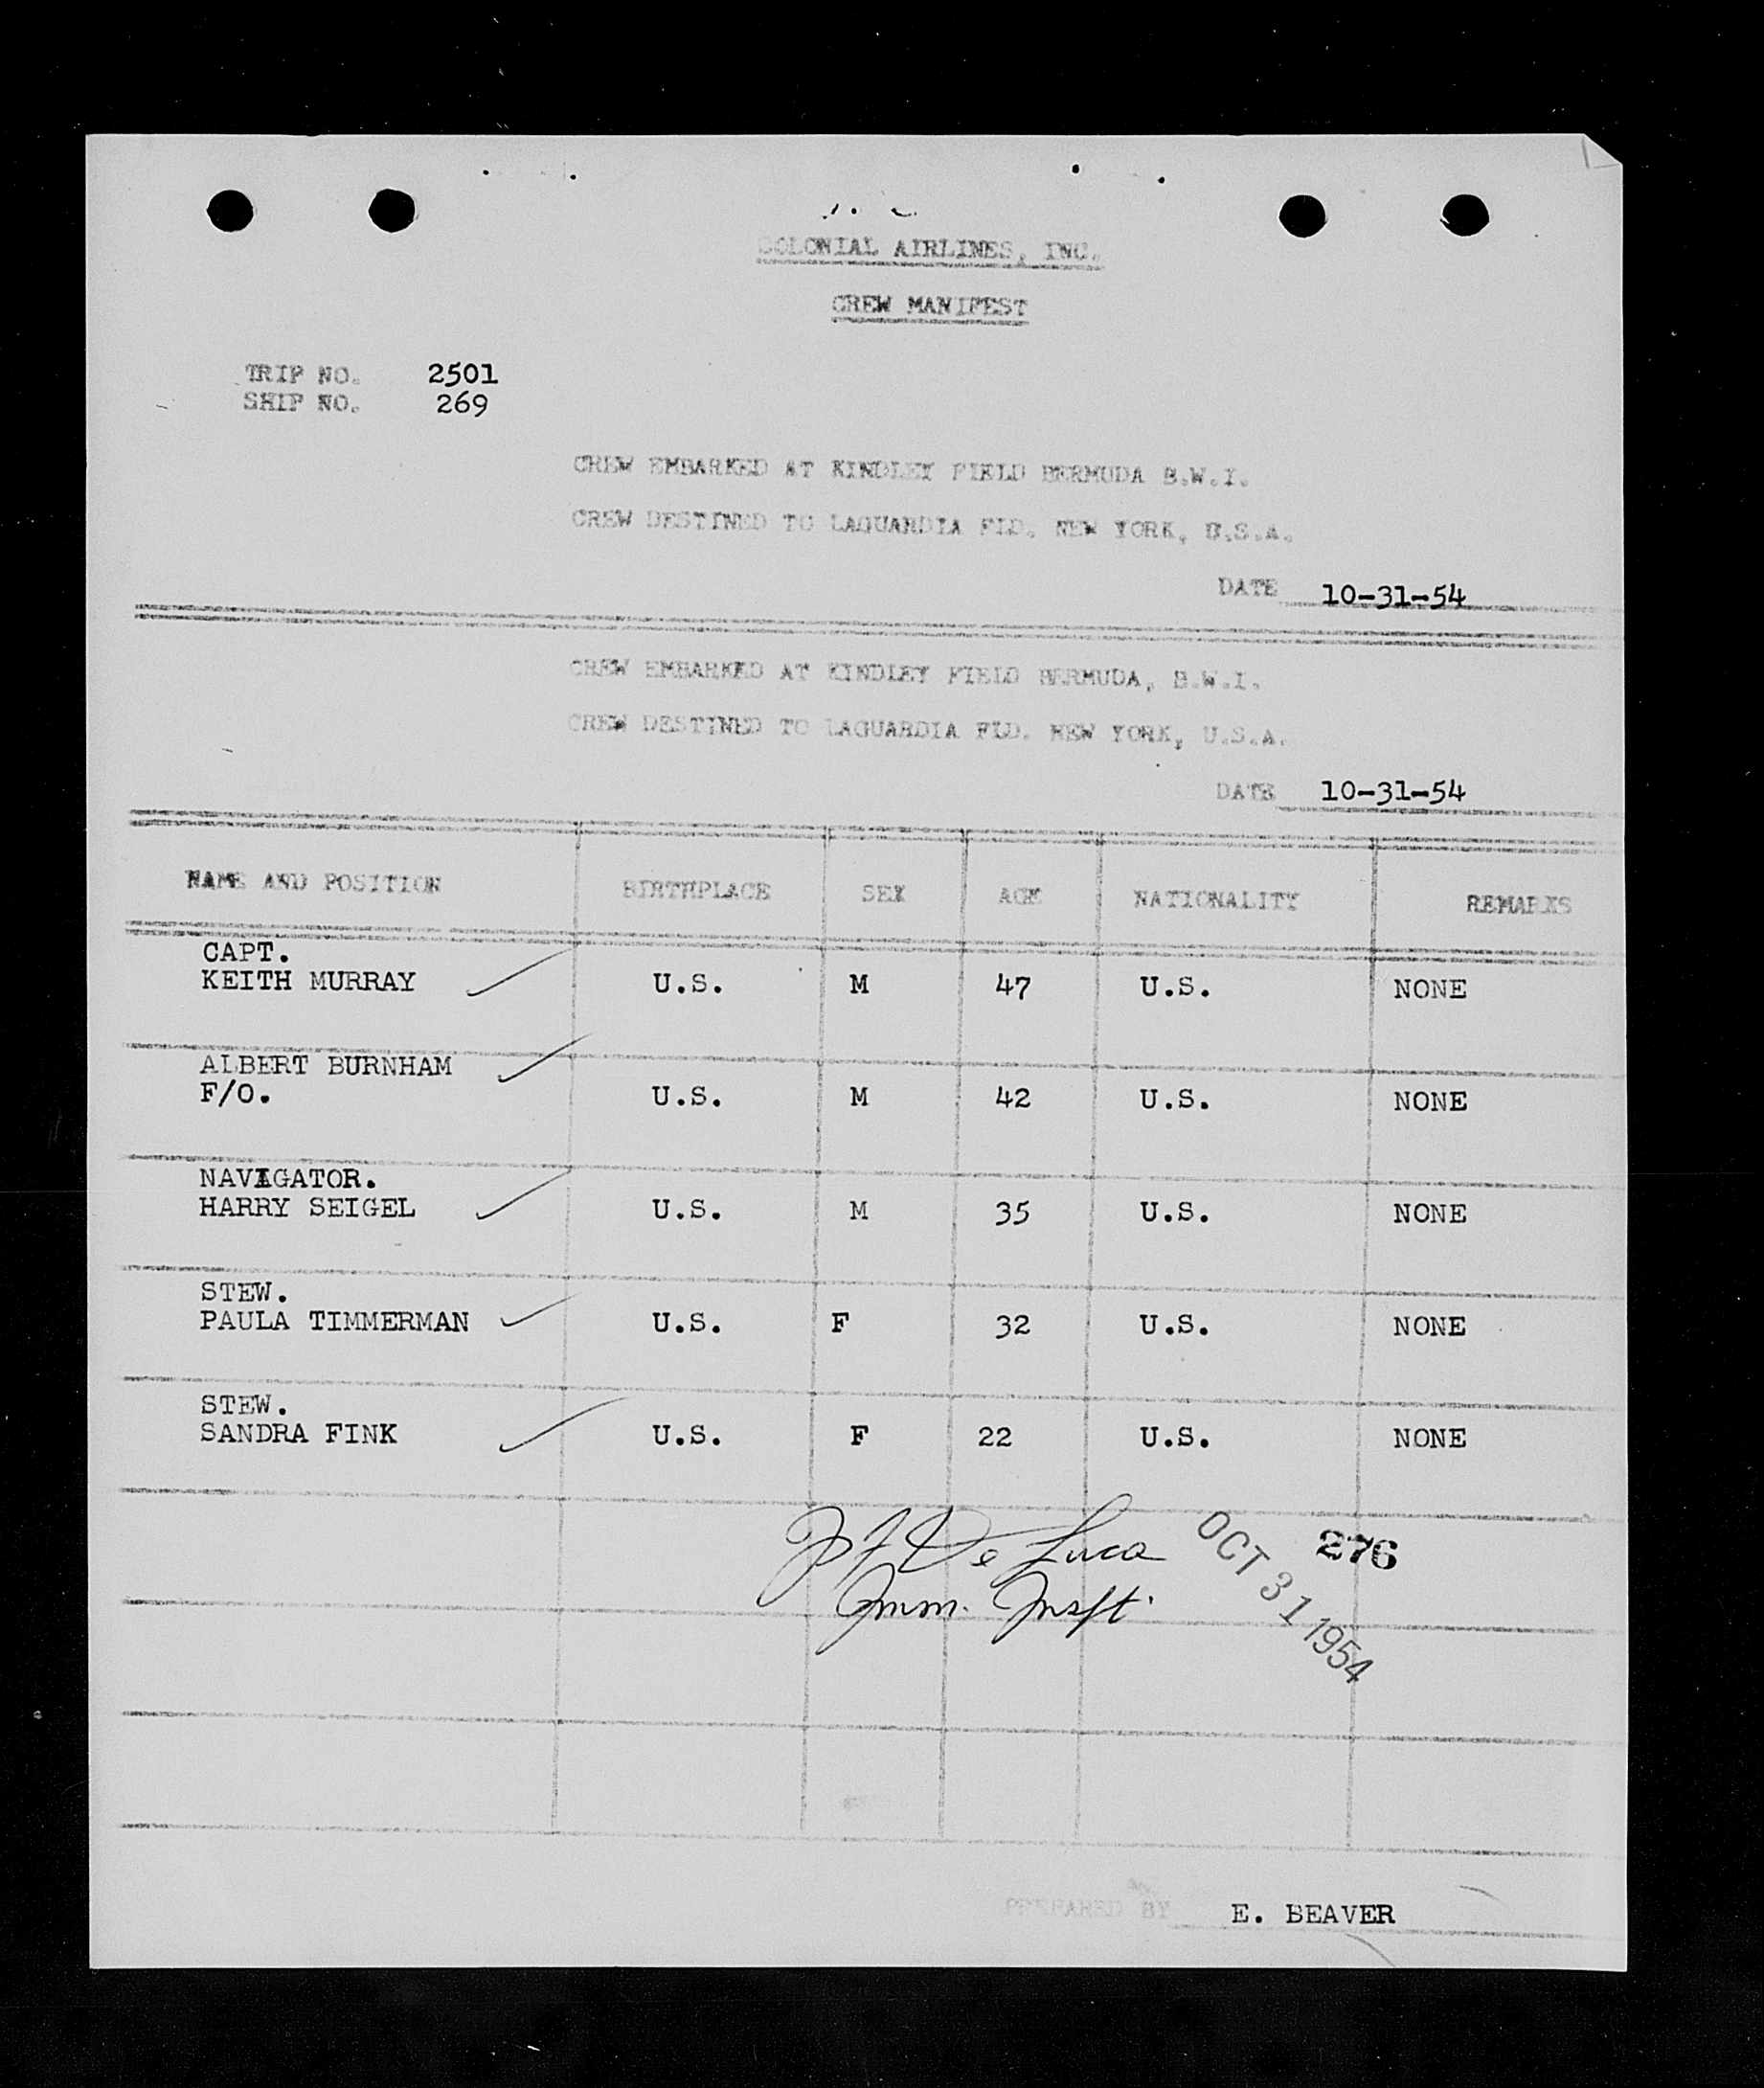 COLONIAL AIRLINES, INC.
CREW MANIFEST
TRIP NO. 2501
SHIP NO. 269
CREW EMBARKED AT KINDLEY FIELD BERMUDA B.W.I.
CREW DESTINED TO LAGUARDIA FLD. NEW YORK, U.S.A.
DATE 10-31-54
CREW EMBARKED AT KINDLEY FIELD BERMUDA, B.W.I.
CREW DESTINED TO LAGUARDIA FLD. NEW YORK, U.S.A.
DATE 10-31-54
NAME AND POSITION BIRTHPLACE SEX AGE NATIONALITY REMARKS
CAPT.
KEITH MURRAY U.S. M 47 U.S. NONE
ALBERT BURNHAM
F/O. U.S. M 42 U.S. NONE
NAVIGATOR.
HARRY SEIGEL U.S. M 35 U.S. NONE
STEW.
PAULA TIMMERMAN U.S. F 32 U.S. NONE
STEW.
SANDRA FINK U.S. F 22 U.S. NONE
De Luca
Imm. Inspt.
OCT 31 1954
276
PREPARED BY E. BEAVER